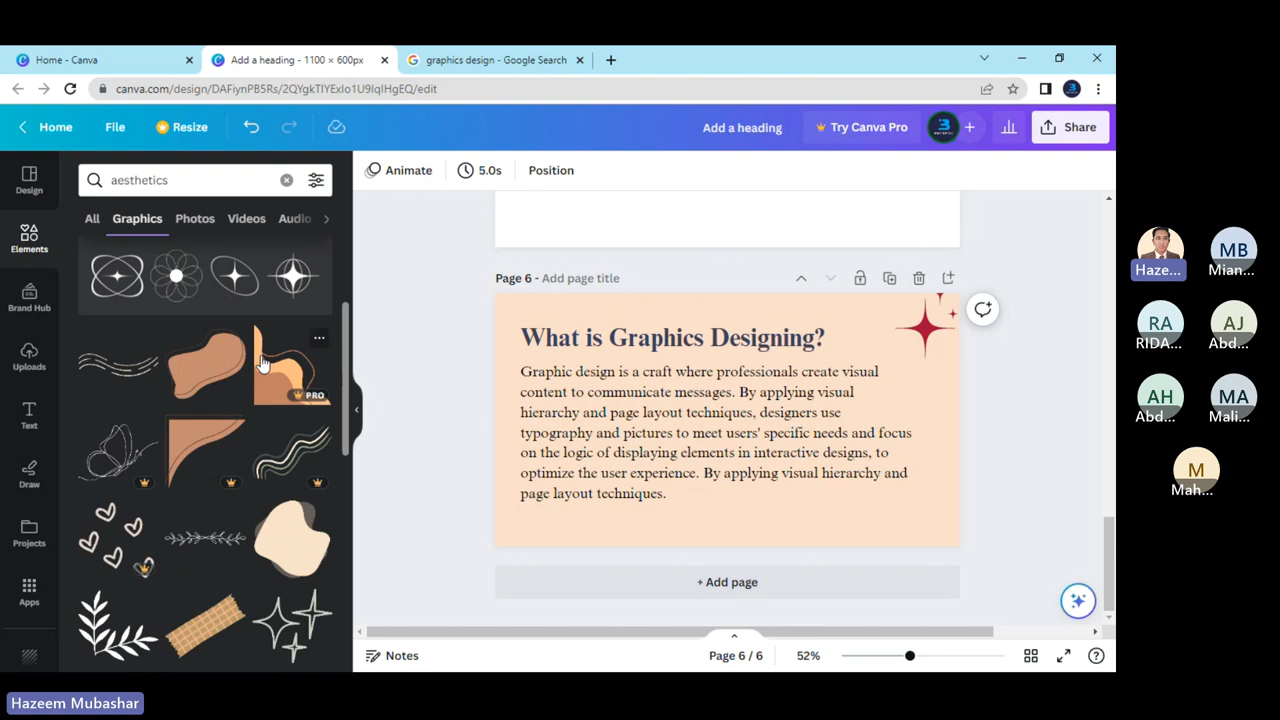 Home - Canva
Add a heading - 1100 × 600px
graphics design - Google Search
canva.com/design/DAFiynPB5Rs/2QYgkTIYExIo1U9IqIHgEQ/edit
Home
File
Resize
Add a heading
Try Canva Pro
Share
Design
Elements
Brand Hub
Uploads
Text
Draw
Projects
Apps
aesthetics
All
Graphics
Photos
Videos
Audio
PRO
Animate
5.0s
Position
Page 6 - Add page title
What is Graphics Designing?
Graphic design is a craft where professionals create visual
content to communicate messages. By applying visual
hierarchy and page layout techniques, designers use
typography and pictures to meet users' specific needs and focus
on the logic of displaying elements in interactive designs, to
optimize the user experience. By applying visual hierarchy and
page layout techniques.
+ Add page
Notes
Page 6 / 6
52%
Haze...
MB
Mian...
RA
RIDA...
AJ
Abd...
AH
Abd...
MA
Mali...
M
Mah...
Hazeem Mubashar